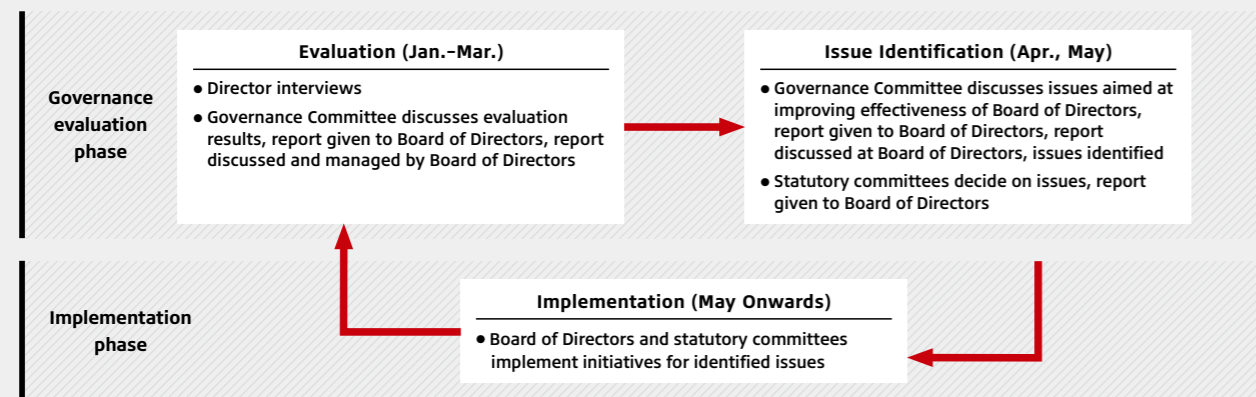 Governance
evaluation
phase
Evaluation (Jan.–Mar.)
● Director interviews
● Governance Committee discusses evaluation
results, report given to Board of Directors, report
discussed and managed by Board of Directors
Issue Identification (Apr., May)
● Governance Committee discusses issues aimed at
improving effectiveness of Board of Directors,
report given to Board of Directors, report
discussed at Board of Directors, issues identified
● Statutory committees decide on issues, report
given to Board of Directors
Implementation
phase
Implementation (May Onwards)
● Board of Directors and statutory committees
implement initiatives for identified issues